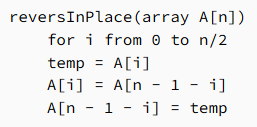 reversInPlace(array A[n])
    for i from 0 to n/2
    temp = A[i]
    A[i] = A[n - 1 - i]
    A[n - 1 - i] = temp